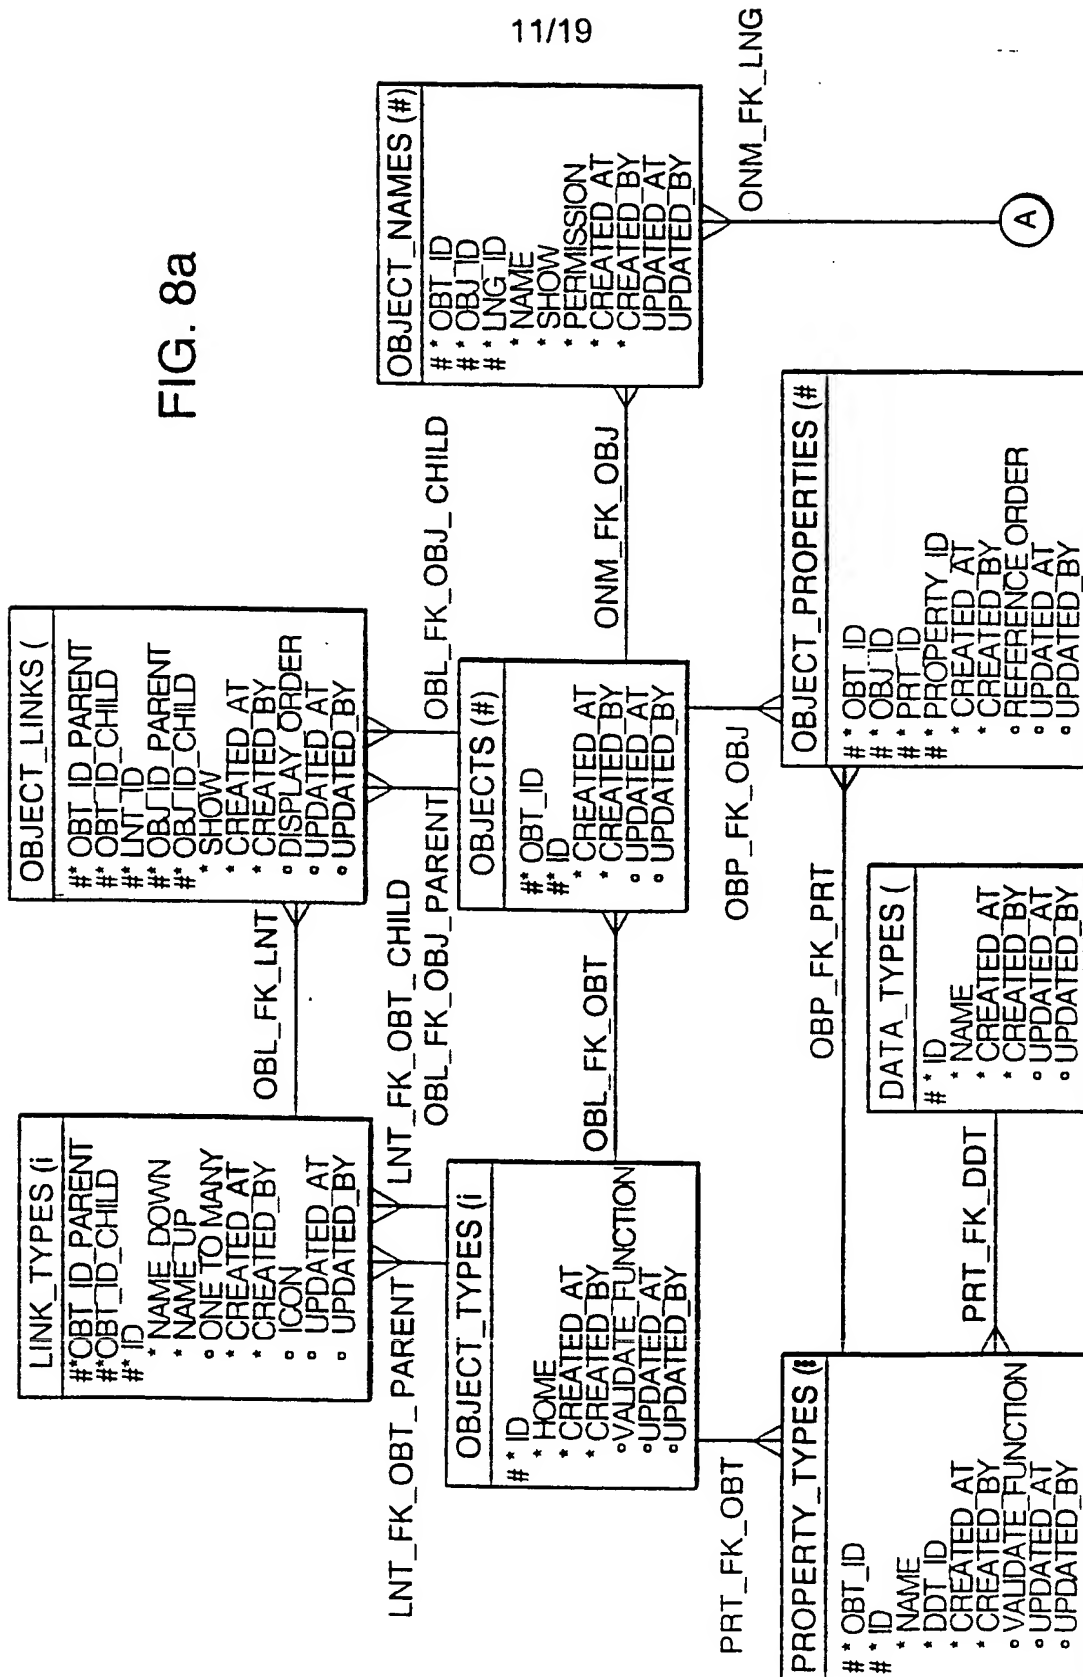 11/19
FIG. 8a
LINK_TYPES (i
#*OBT_ID_PARENT
#*OBT_ID_CHILD
#*ID
* NAME_DOWN
* NAME_UP
∘ ONE TO MANY
* CREATED_AT
* CREATED_BY
∘ ICON
∘ UPDATED_AT
∘ UPDATED_BY
OBL_FK_LNT
OBJECT_LINKS (
#* OBT_ID_PARENT
#* OBT_ID_CHILD
#* LNT_ID
#* OBJ_ID_PARENT
#* OBJ_ID_CHILD
* SHOW
* CREATED_AT
* CREATED_BY
∘ DISPLAY_ORDER
∘ UPDATED_AT
∘ UPDATED_BY
LNT_FK_OBT_PARENT
LNT_FK_OBT_CHILD
OBL_FK_OBJ_PARENT
OBL_FK_OBJ_CHILD
OBJECT_TYPES (i
# * ID
* HOME
* CREATED_AT
* CREATED_BY
∘VALIDATE_FUNCTION
∘UPDATED_AT
∘UPDATED_BY
OBL_FK_OBT
OBJECTS (#)
#* OBT_ID
#* ID
* CREATED_AT
* CREATED_BY
∘ UPDATED_AT
∘ UPDATED_BY
ONM_FK_OBJ
OBJECT_NAMES (#)
# * OBT_ID
# * OBJ_ID
# * LNG_ID
* NAME
* SHOW
* PERMISSION
* CREATED_AT
* CREATED_BY
UPDATED_AT
UPDATED_BY
ONM_FK_LNG
A
PRT_FK_OBT
OBP_FK_OBJ
OBP_FK_PRT
PRT_FK_DDT
PROPERTY_TYPES (#
# * OBT_ID
# * ID
* NAME
* DDT_ID
* CREATED_AT
* CREATED_BY
∘ VALIDATE_FUNCTION
∘ UPDATED_AT
∘ UPDATED_BY
DATA_TYPES (
# * ID
* NAME
* CREATED_AT
* CREATED_BY
∘ UPDATED_AT
∘ UPDATED_BY
OBJECT_PROPERTIES (#
# * OBT_ID
# * OBJ_ID
# * PRT_ID
# * PROPERTY_ID
* CREATED_AT
* CREATED_BY
∘ REFERENCE_ORDER
∘ UPDATED_AT
∘ UPDATED_BY